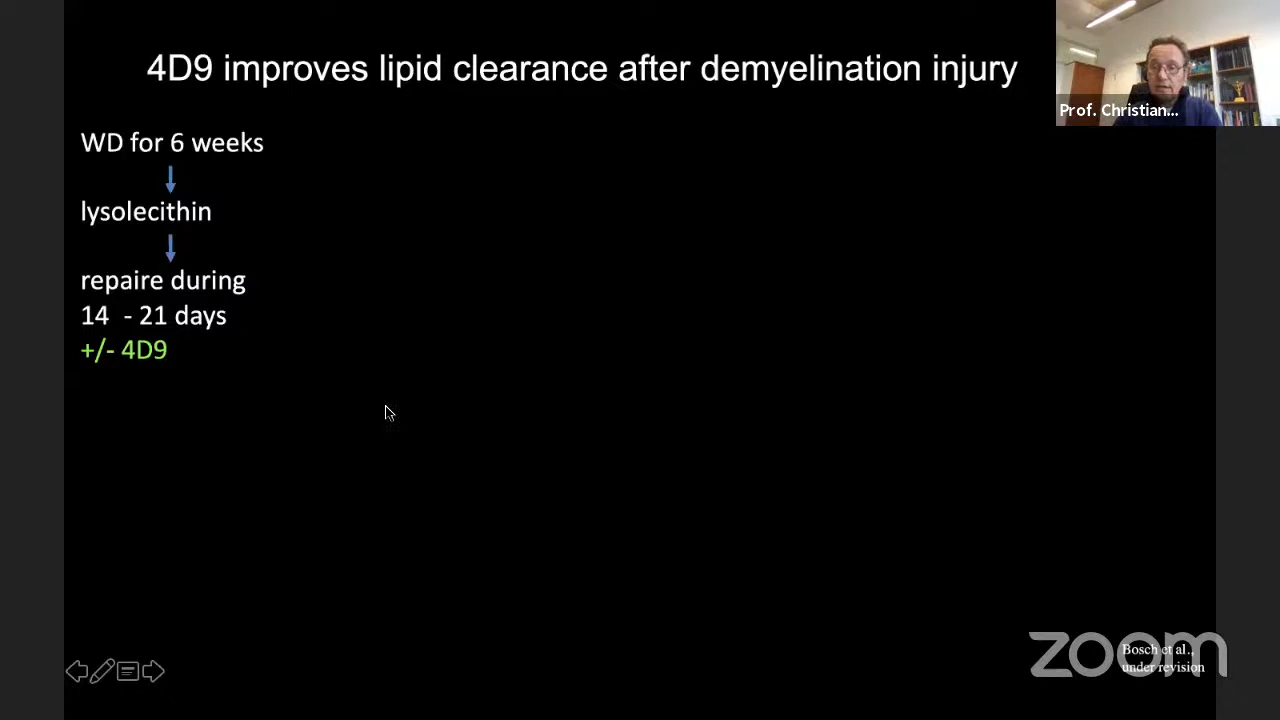 4D9 improves lipid clearance after demyelination injury
Prof. Christian...
WD for 6 weeks
lysolecithin
repaire during
14 - 21 days
+/- 4D9
zoom
Bosch et al.,
under revision